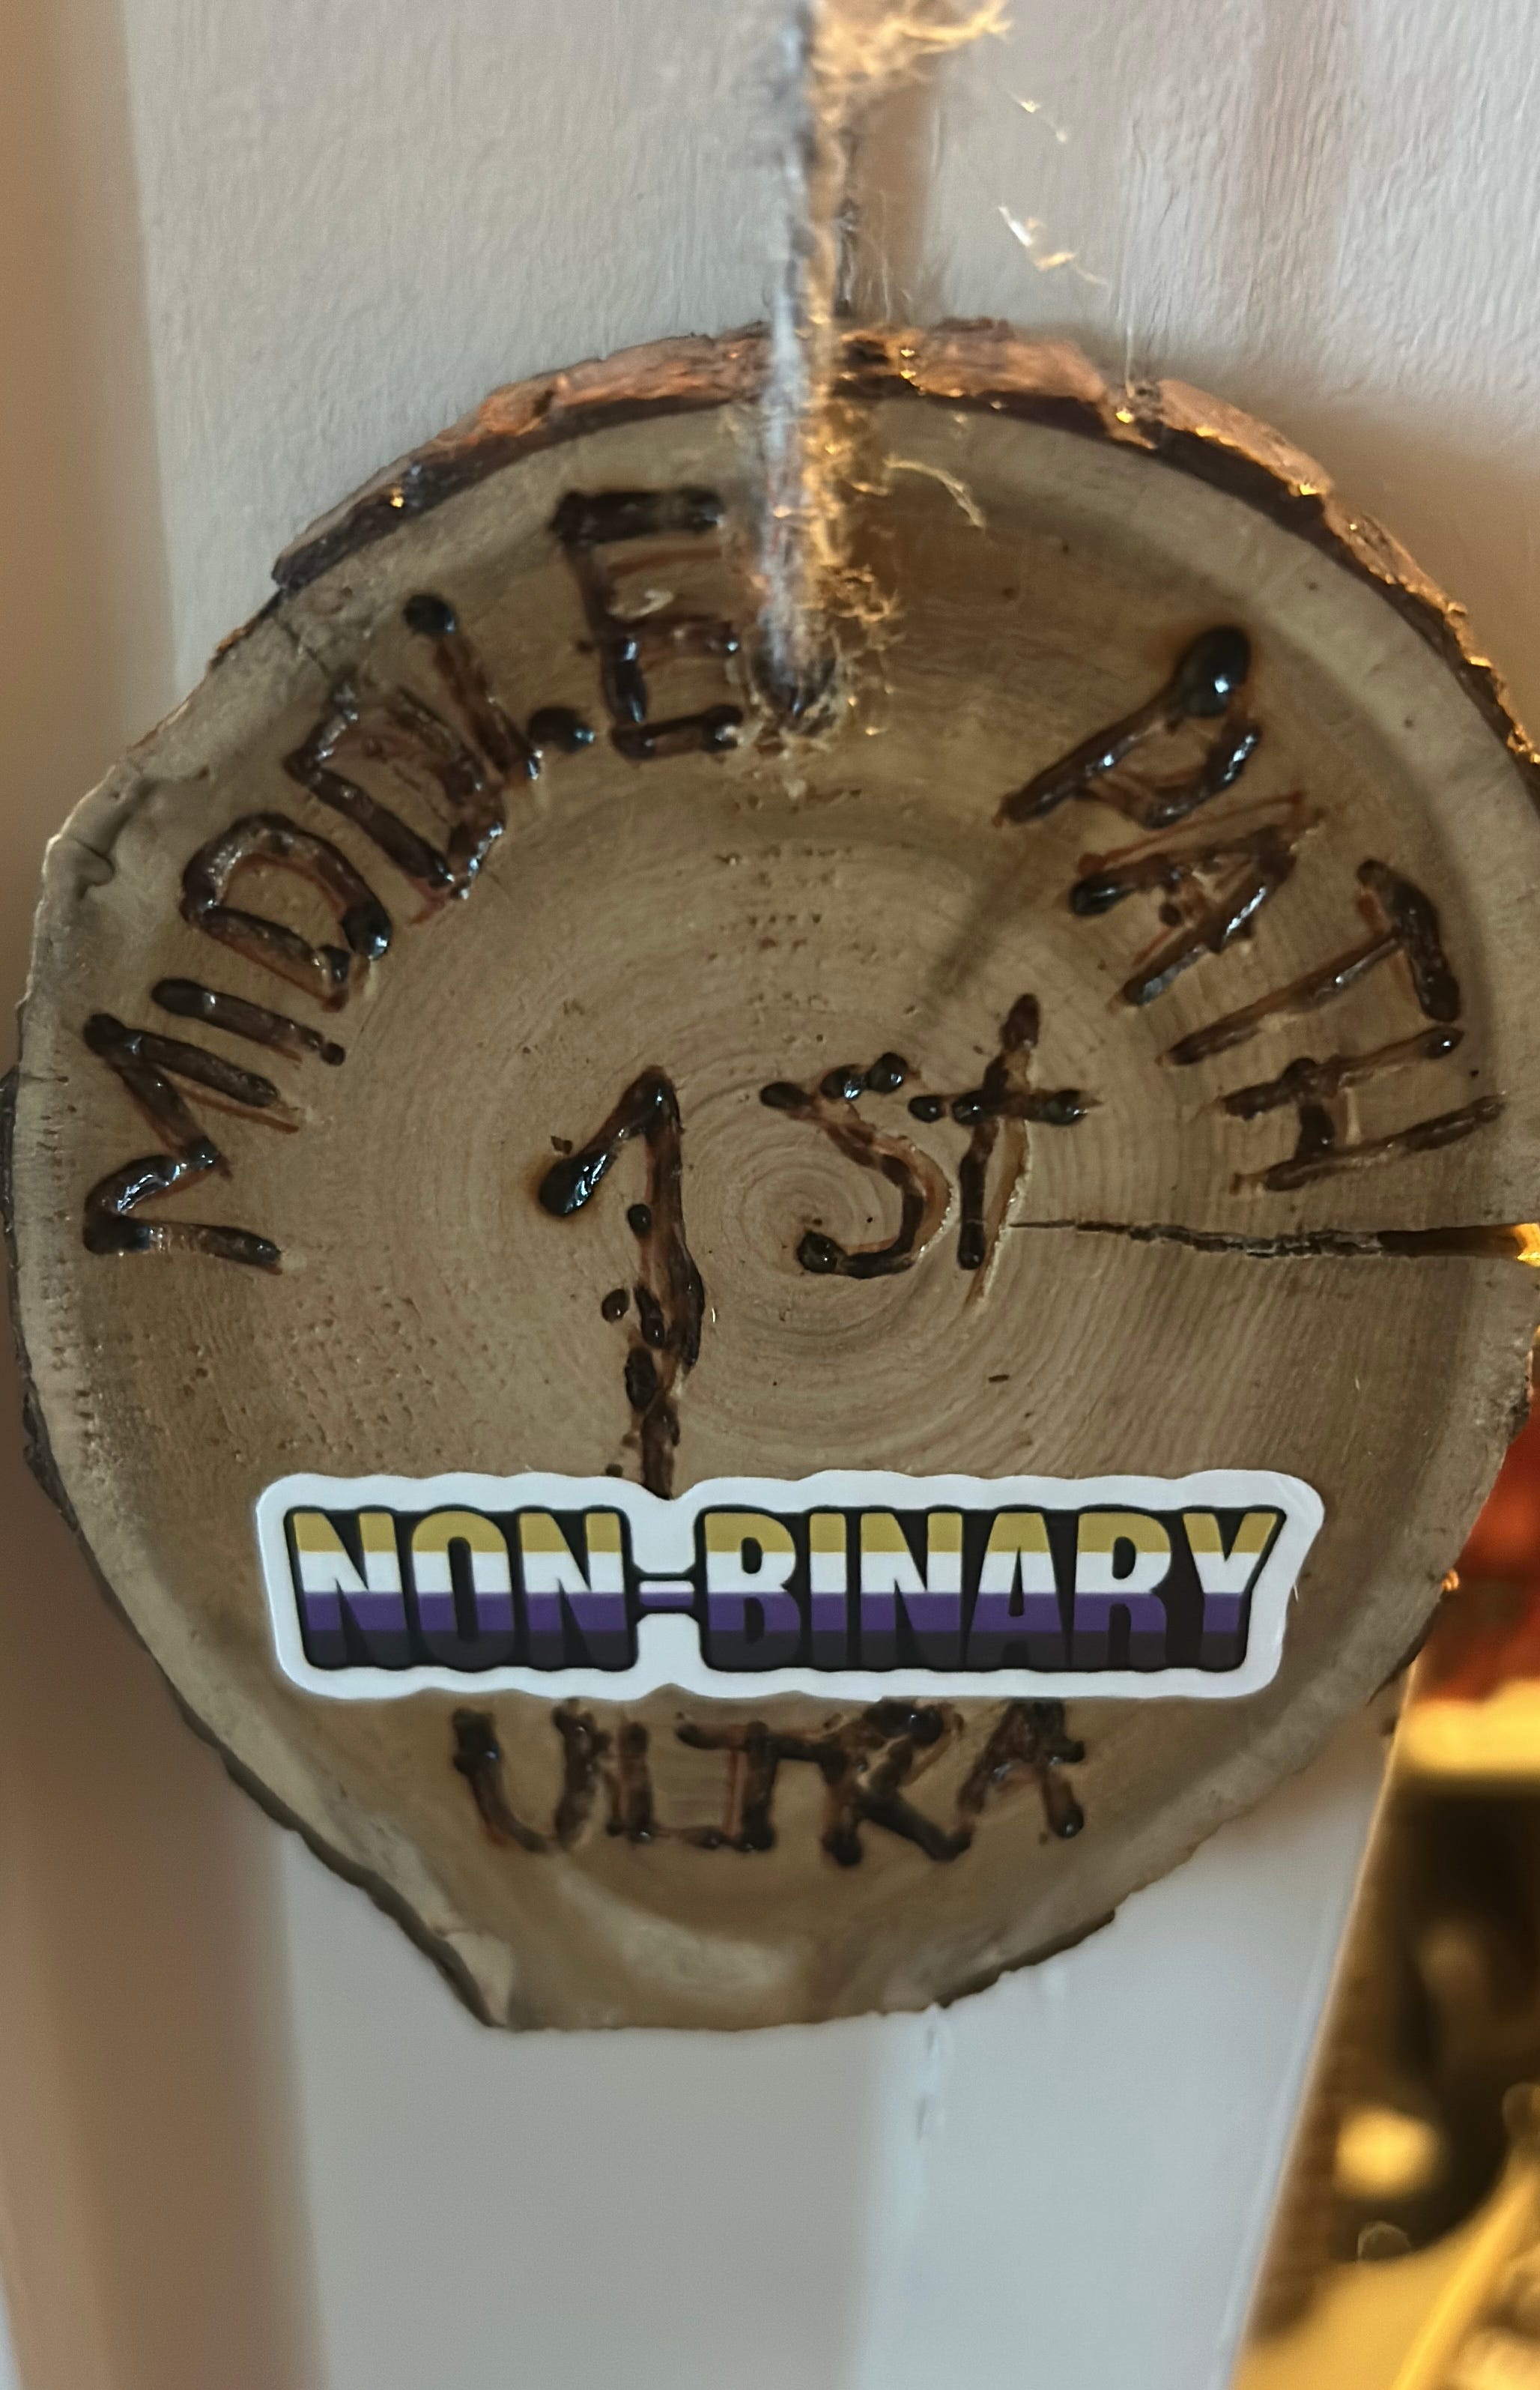 MIDDLE PATH
1st
NON-BINARY
ULTRA